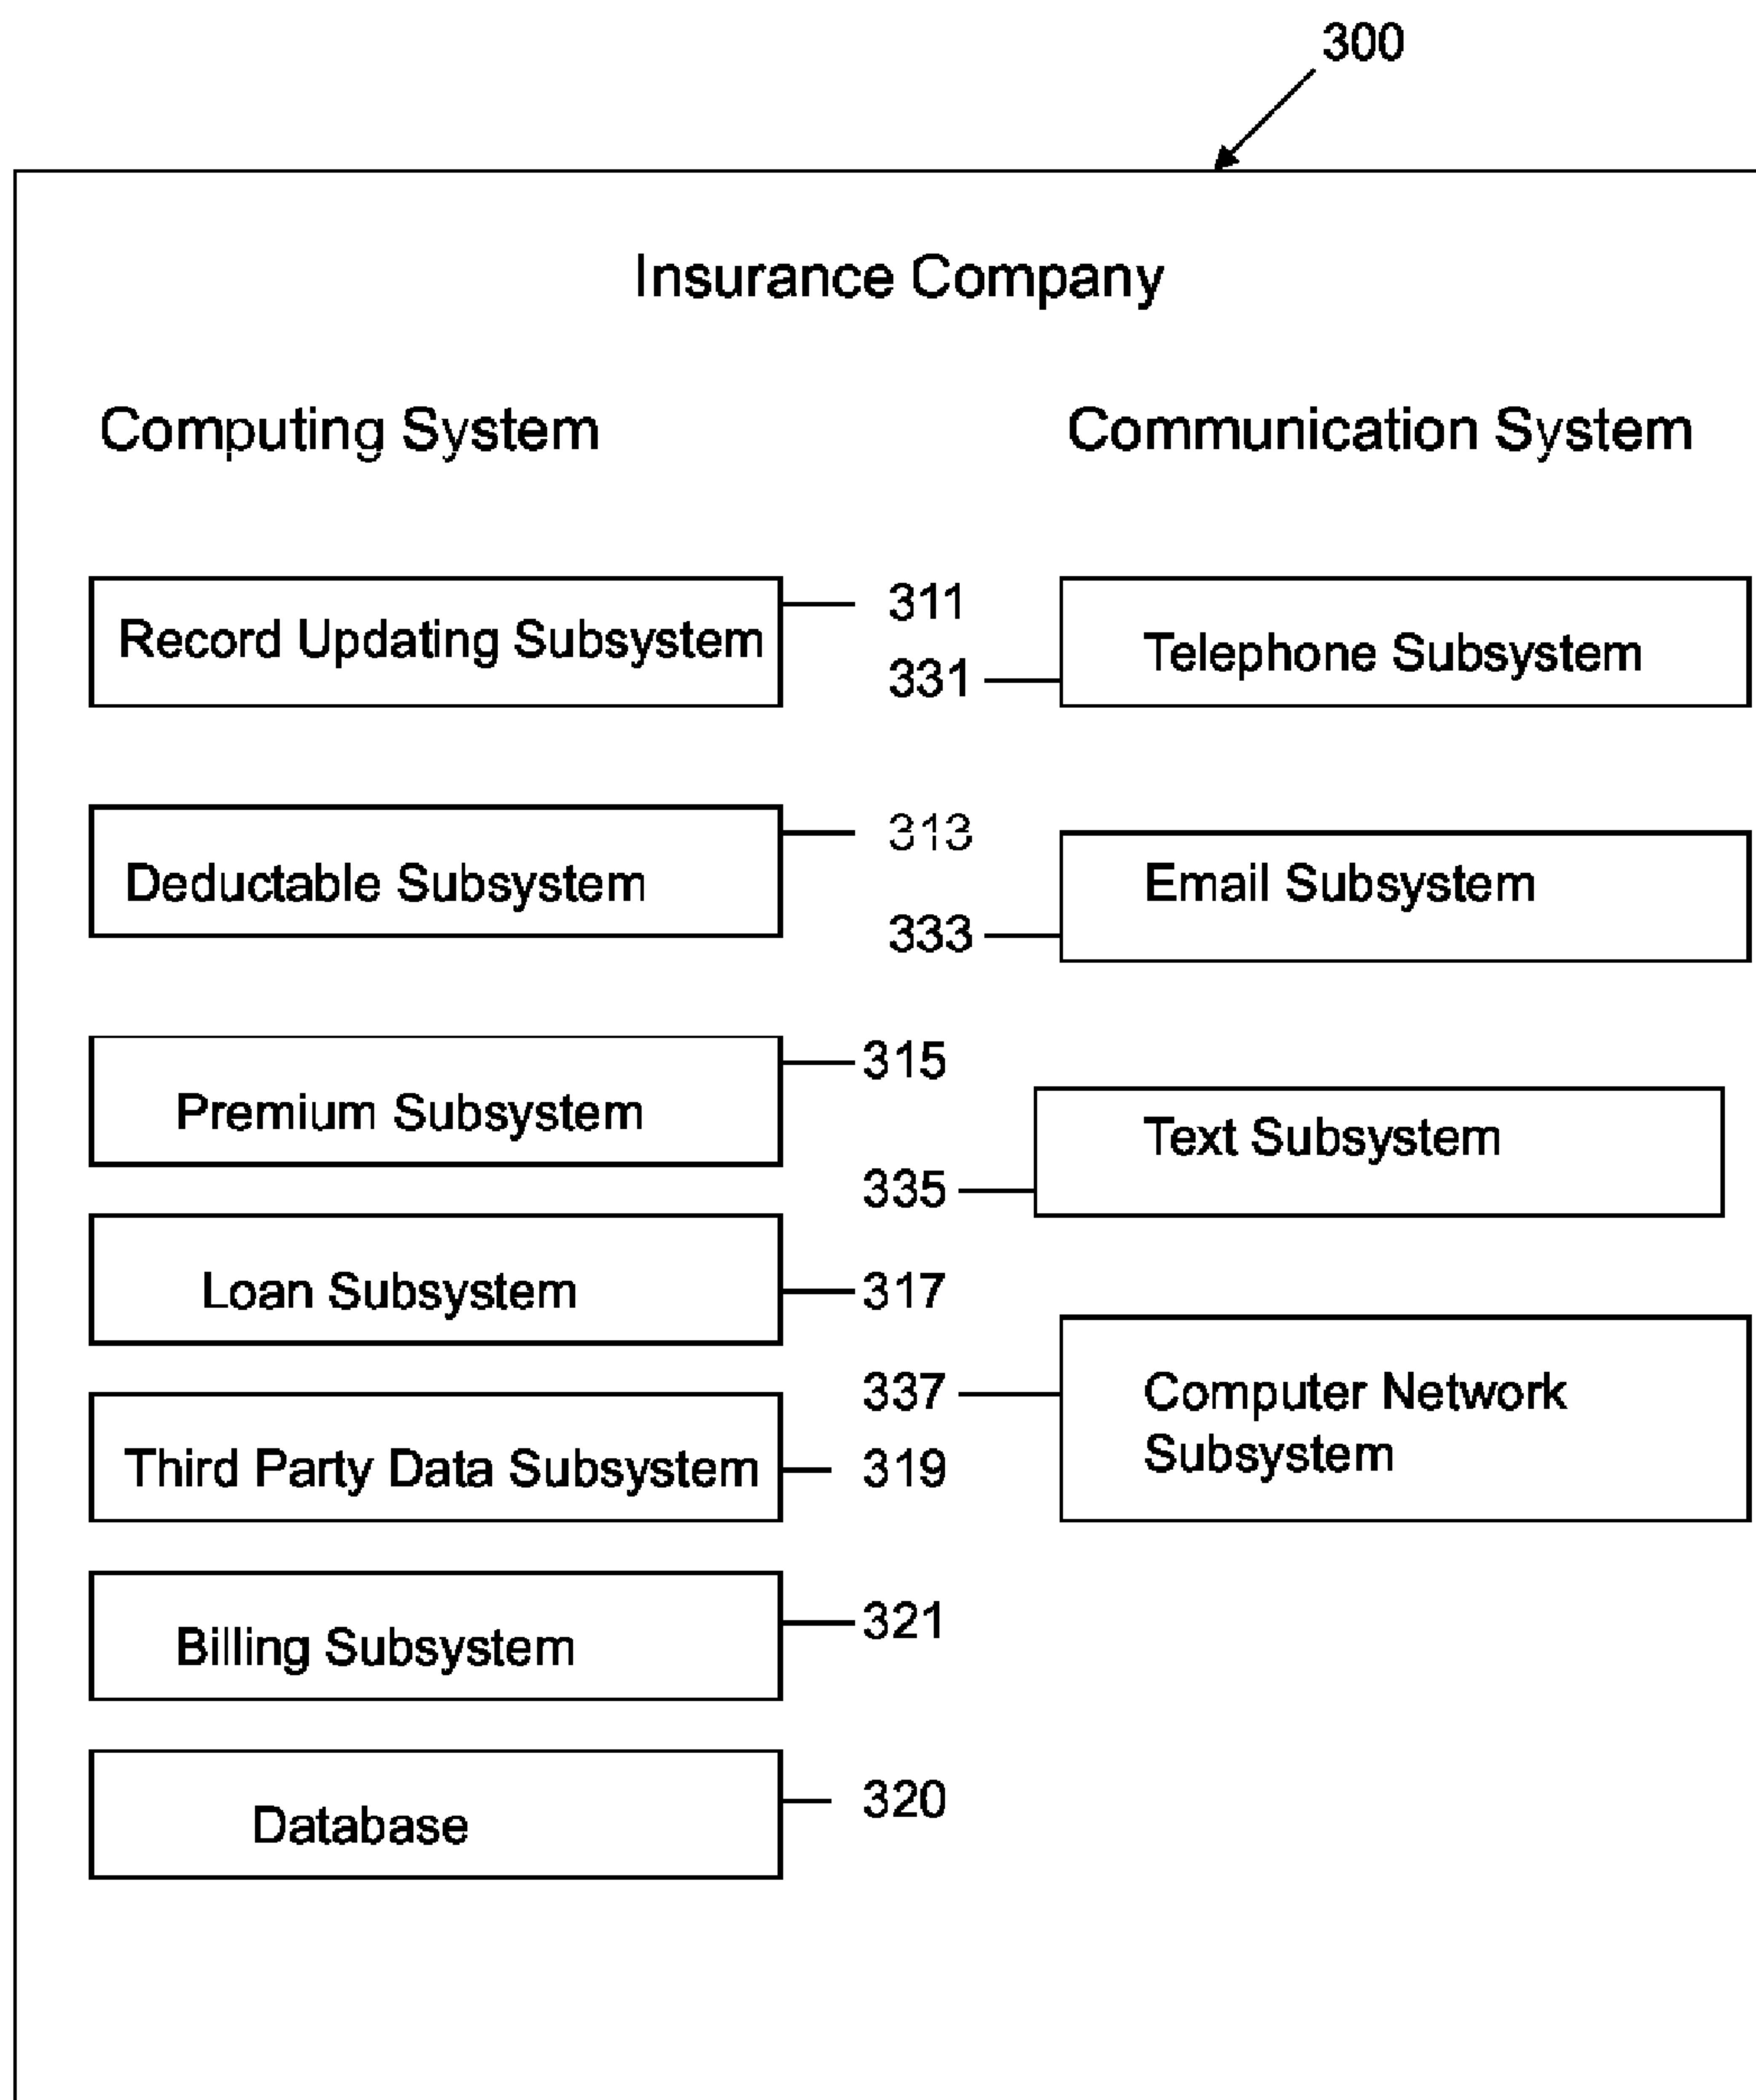 300
Insurance Company
Computing System
Communication System
Record Updating Subsystem
311
331
Telephone Subsystem
Deductable Subsystem
313
333
Email Subsystem
Premium Subsystem
315
335
Text Subsystem
Loan Subsystem
317
337
Computer Network
Subsystem
Third Party Data Subsystem
319
Billing Subsystem
321
Database
320